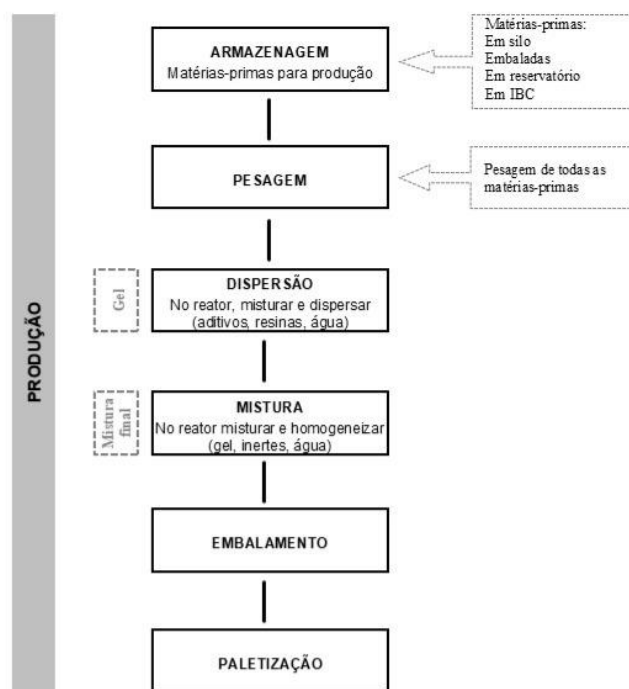 PRODUÇÃO
ARMAZENAGEM
Matérias-primas para produção
Matérias-primas:
Em silo
Embaladas
Em reservatório
Em IBC
PESAGEM
Pesagem de todas as
matérias-primas
Gel
DISPERSÃO
No reator, misturar e dispersar
(aditivos, resinas, água)
Mistura
final
MISTURA
No reator misturar e homogeneizar
(gel, inertes, água)
EMBALAMENTO
PALETIZAÇÃO